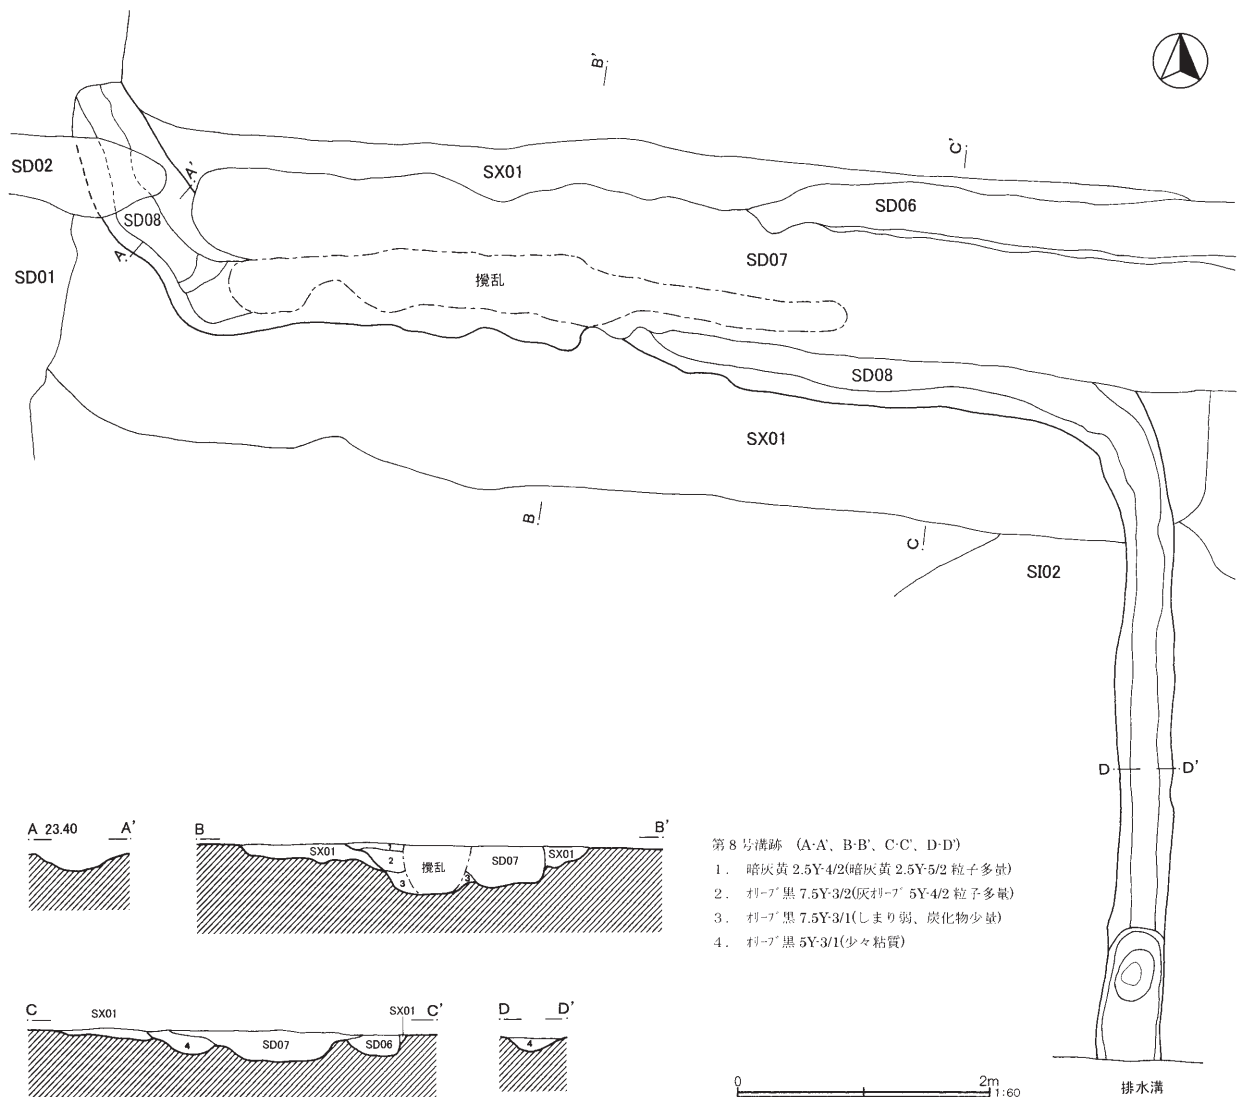 B'
C'
SD02
A'
SX01
SD06
SD08
A
SD07
SD01
攪乱
SD08
SX01
B
C
SI02
D D'
A 23.40 A'
B B'
SX01 1 2 3 攪乱 3 SD07 SX01
第8号溝跡 (A-A'、B-B'、C-C'、D-D')
1. 暗灰黄 2.5Y-4/2(暗灰黄 2.5Y-5/2 粒子多量)
2. オリーブ黒 7.5Y-3/2(灰オリーブ 5Y-4/2 粒子多量)
3. オリーブ黒 7.5Y-3/1(しまり弱、炭化物少量)
4. オリーブ黒 5Y-3/1(少々粘質)
C SX01 SX01 C'
4 SD07 SD06
D D'
4
0 2m
1:60
排水溝